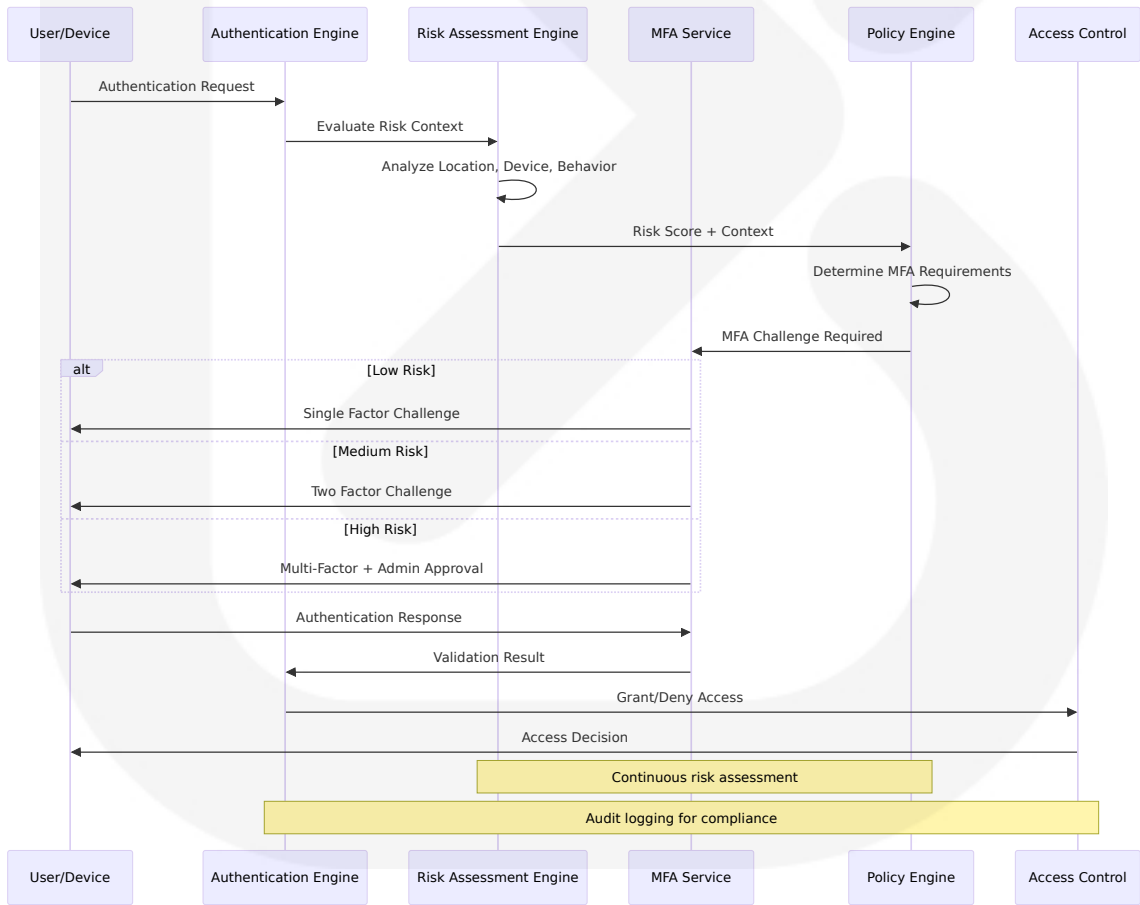 User/Device
Authentication Engine
Risk Assessment Engine
MFA Service
Policy Engine
Access Control
Authentication Request
Evaluate Risk Context
Analyze Location, Device, Behavior
Risk Score + Context
Determine MFA Requirements
MFA Challenge Required
alt
[Low Risk]
Single Factor Challenge
[Medium Risk]
Two Factor Challenge
[High Risk]
Multi-Factor + Admin Approval
Authentication Response
Validation Result
Grant/Deny Access
Access Decision
Continuous risk assessment
Audit logging for compliance
User/Device
Authentication Engine
Risk Assessment Engine
MFA Service
Policy Engine
Access Control